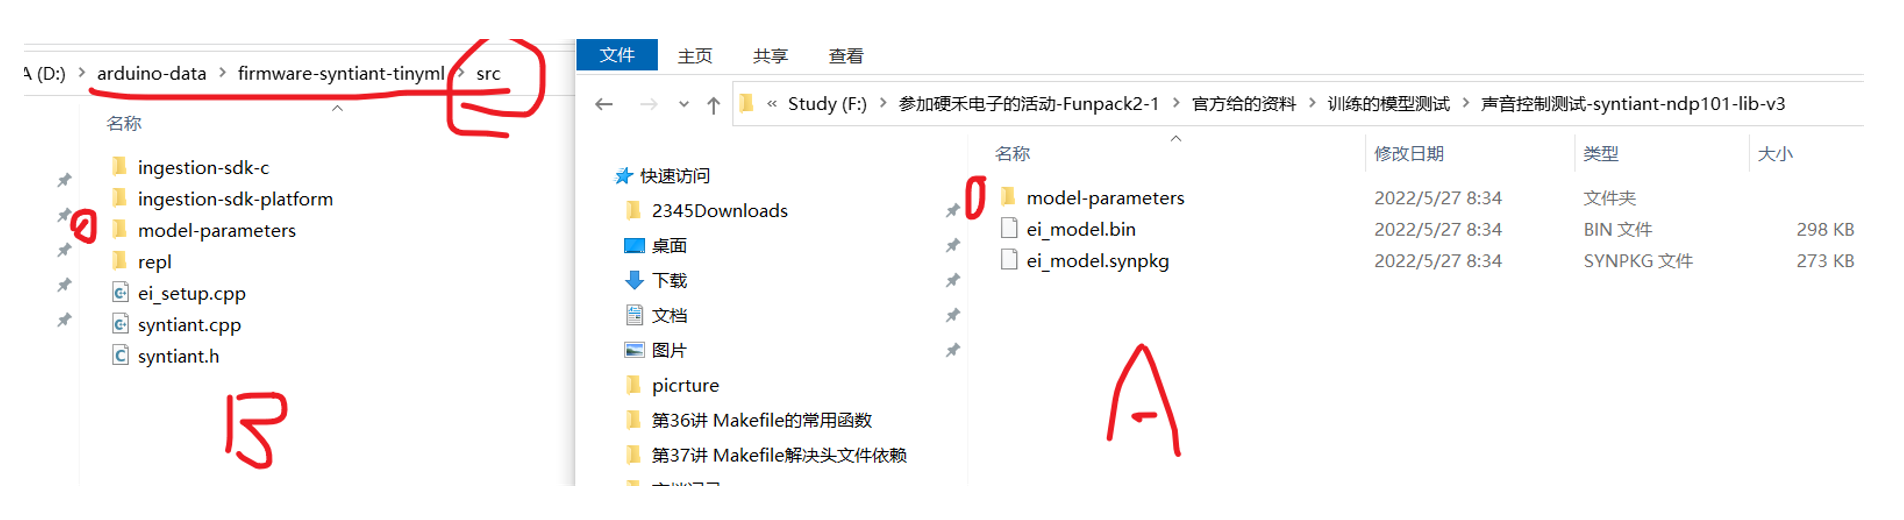 A (D:) > arduino-data > firmware-syntiant-tinyml > src
名称
ingestion-sdk-c
ingestion-sdk-platform
model-parameters
repl
ei_setup.cpp
syntiant.cpp
syntiant.h
B
文件 主页 共享 查看
« Study (F:) > 参加硬禾电子的活动-Funpack2-1 > 官方给的资料 > 训练的模型测试 > 声音控制测试-syntiant-ndp101-lib-v3
快速访问
2345Downloads
桌面
下载
文档
图片
picrture
第36讲 Makefile的常用函数
第37讲 Makefile解决头文件依赖
名称 修改日期 类型 大小
model-parameters 2022/5/27 8:34 文件夹
ei_model.bin 2022/5/27 8:34 BIN 文件 298 KB
ei_model.synpkg 2022/5/27 8:34 SYNPKG 文件 273 KB
A